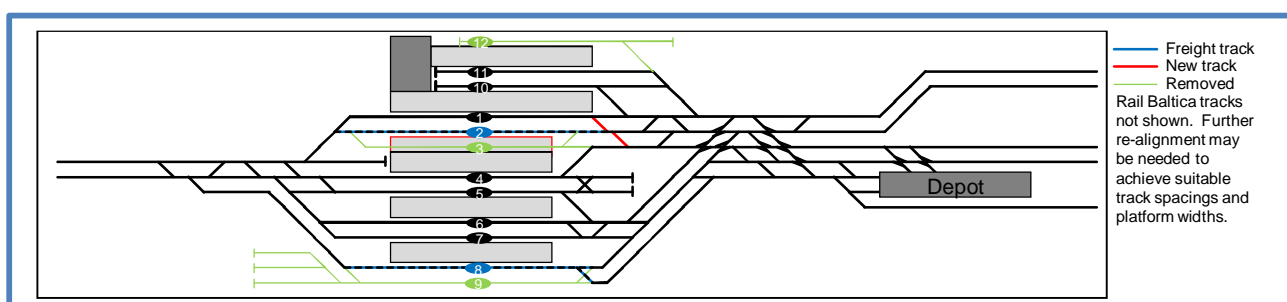 12
11
10
1
2
3
4
5
6
7
8
9
Depot
Freight track
New track
Removed
Rail Baltica tracks
not shown. Further
re-alignment may
be needed to
achieve suitable
track spacings and
platform widths.